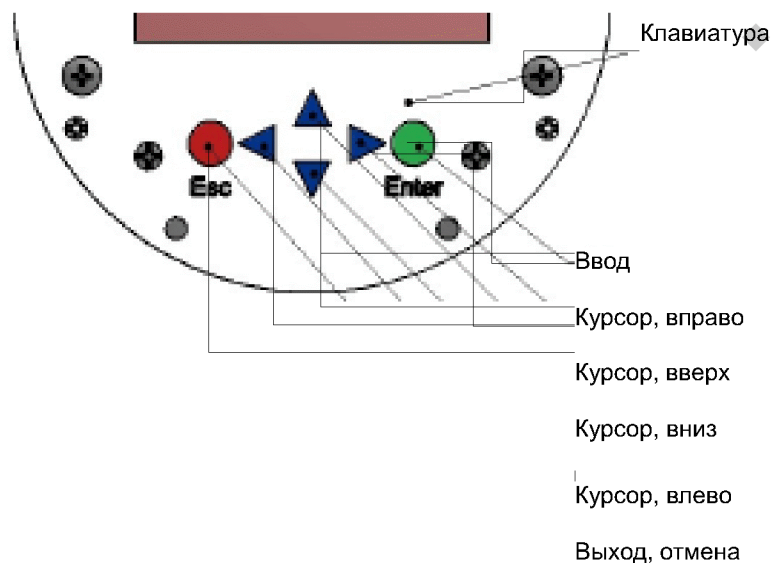 Клавиатура
Esc
Enter
Ввод
Курсор, вправо
Курсор, вверх
Курсор, вниз
Курсор, влево
Выход, отмена